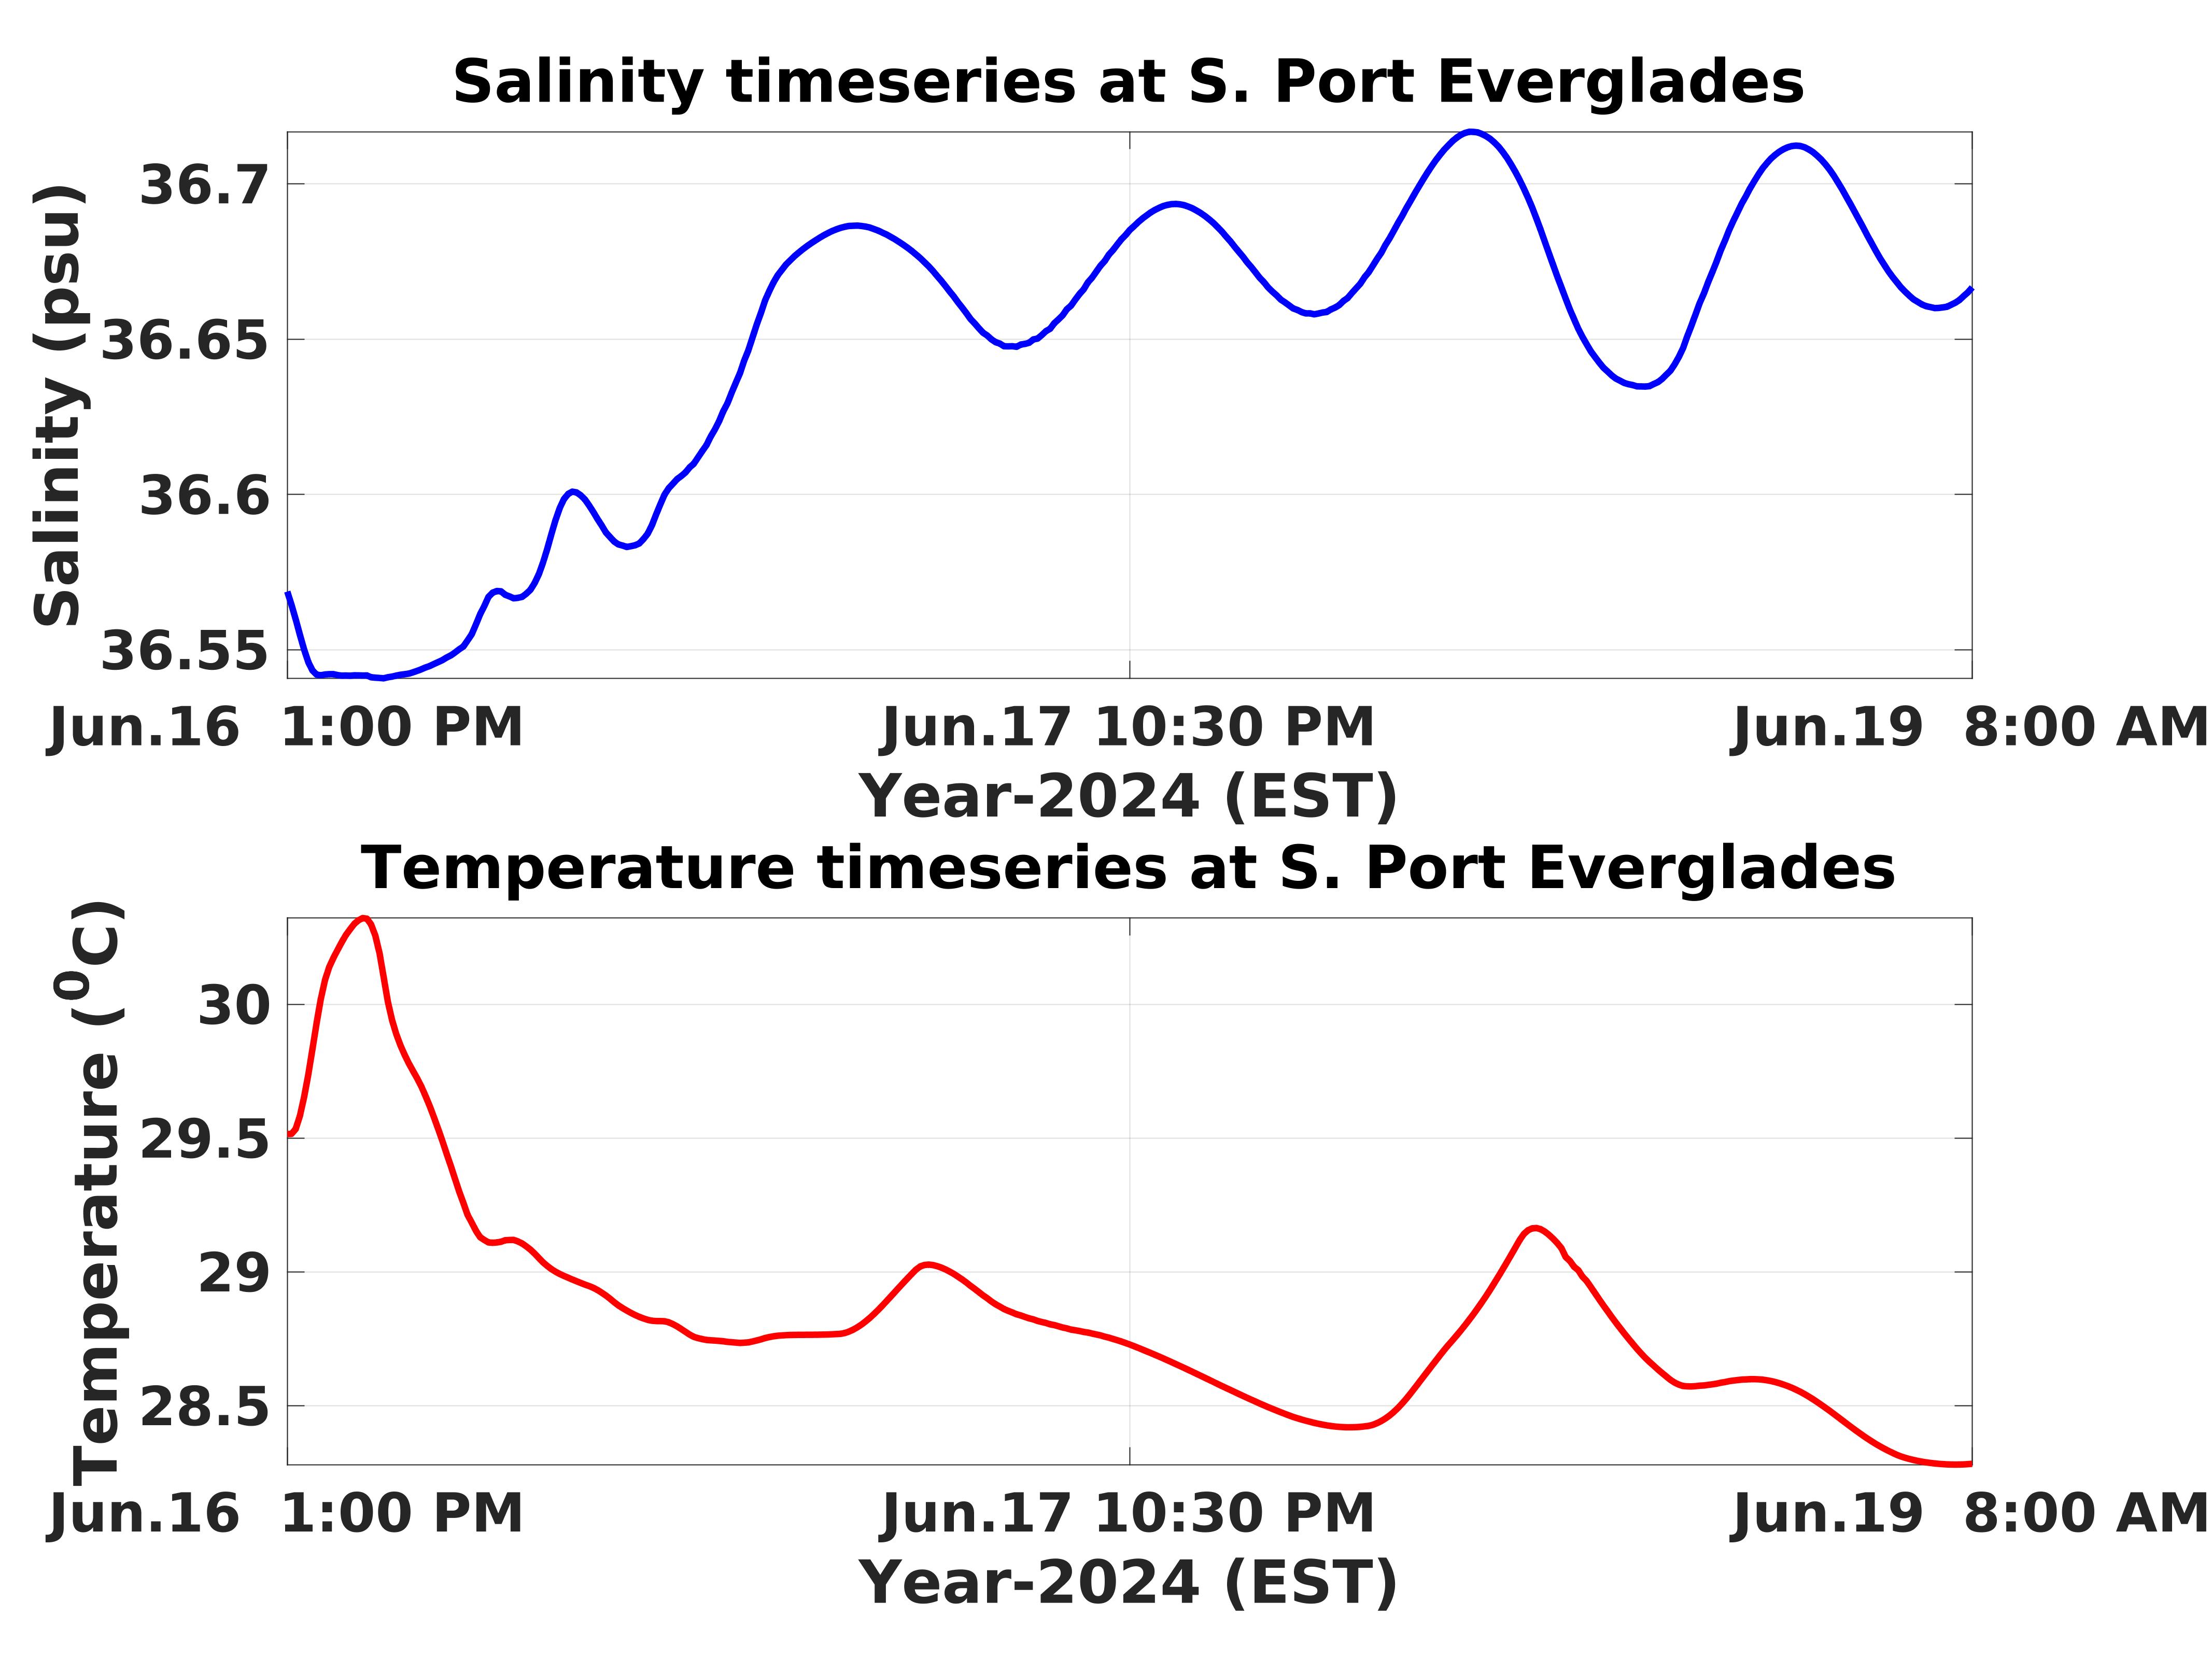 Salinity timeseries at S. Port Everglades
Salinity (psu)
36.7
36.65
36.6
36.55
Jun.16  1:00 PM
Jun.17 10:30 PM
Jun.19  8:00 AM
Year-2024 (EST)
Temperature timeseries at S. Port Everglades
Temperature (⁰C)
30
29.5
29
28.5
Jun.16  1:00 PM
Jun.17 10:30 PM
Jun.19  8:00 AM
Year-2024 (EST)